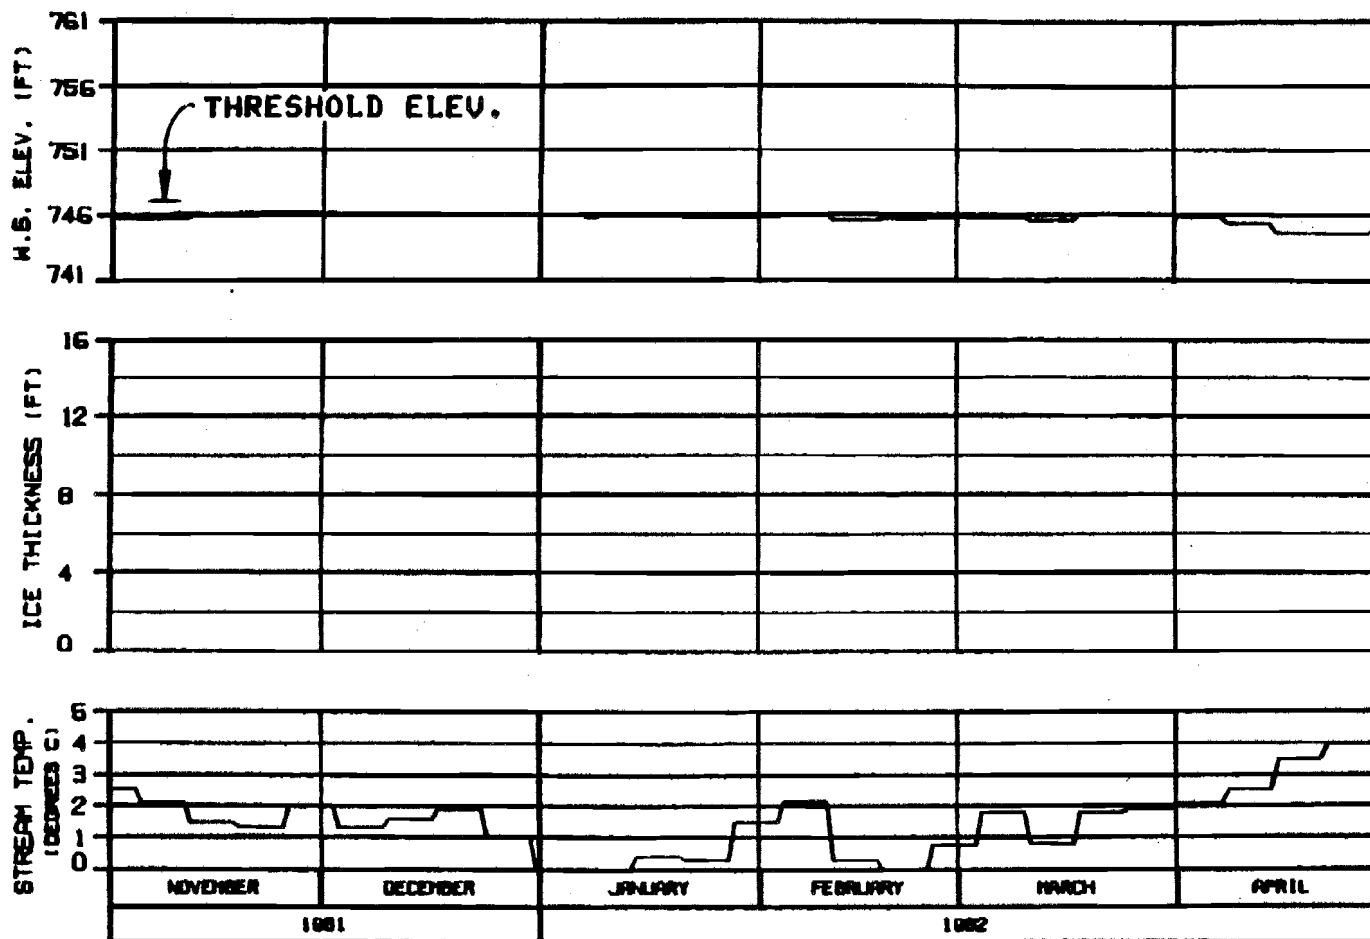 761
756
751
746
741
W.S. ELEV. (FT)
THRESHOLD ELEV.
16
12
8
4
0
ICE THICKNESS (FT)
5
4
3
2
1
0
STREAM TEMP.
(DEGREES C)
NOVEMBER DECEMBER JANUARY FEBRUARY MARCH APRIL
1981 1982